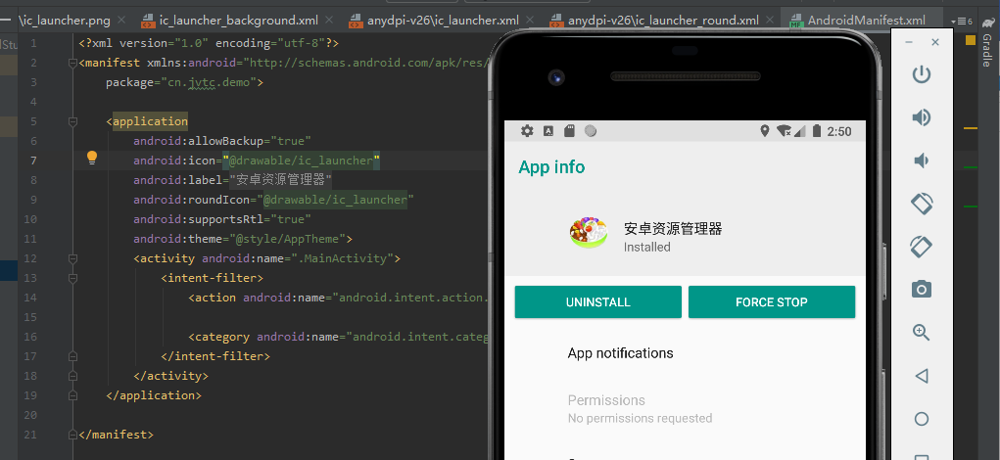 \ic_launcher.png
ic_launcher_background.xml
anydpi-v26\ic_launcher.xml
anydpi-v26\ic_launcher_round.xml
AndroidManifest.xml
6
Gradle
1 <?xml version="1.0" encoding="utf-8"?>
2 <manifest xmlns:android="http://schemas.android.com/apk/res/
3 package="cn.jvtc.demo">
4
5 <application
6 android:allowBackup="true"
7 android:icon="@drawable/ic_launcher"
8 android:label="安卓资源管理器"
9 android:roundIcon="@drawable/ic_launcher"
10 android:supportsRtl="true"
11 android:theme="@style/AppTheme">
12 <activity android:name=".MainActivity">
13 <intent-filter>
14 <action android:name="android.intent.action.
15
16 <category android:name="android.intent.categ
17 </intent-filter>
18 </activity>
19 </application>
20
21 </manifest>
2:50
App info
安卓资源管理器
Installed
UNINSTALL
FORCE STOP
App notifications
Permissions
No permissions requested